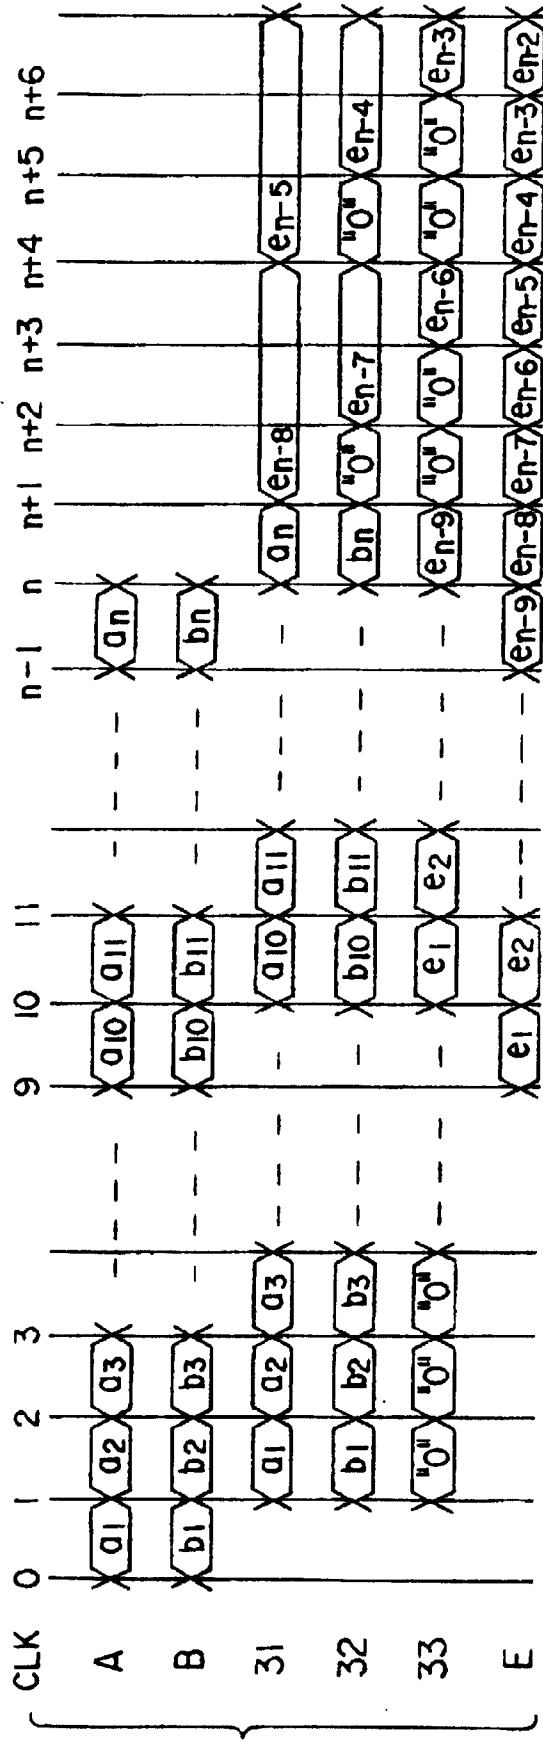 CLK 0 1 2 3 9 10 11 n-1 n n+1 n+2 n+3 n+4 n+5 n+6
A a1 a2 a3 a10 a11 an
B b1 b2 b3 b10 b11 bn
31 a1 a2 a3 a10 a11 an en-8 en-5
32 b1 b2 b3 b10 b11 bn "0" en-7 "0" en-4
33 "0" "0" "0" e1 e2 en-9 "0" "0" en-6 "0" "0" en-3
E e1 e2 en-9 en-8 en-7 en-6 en-5 en-4 en-3 en-2